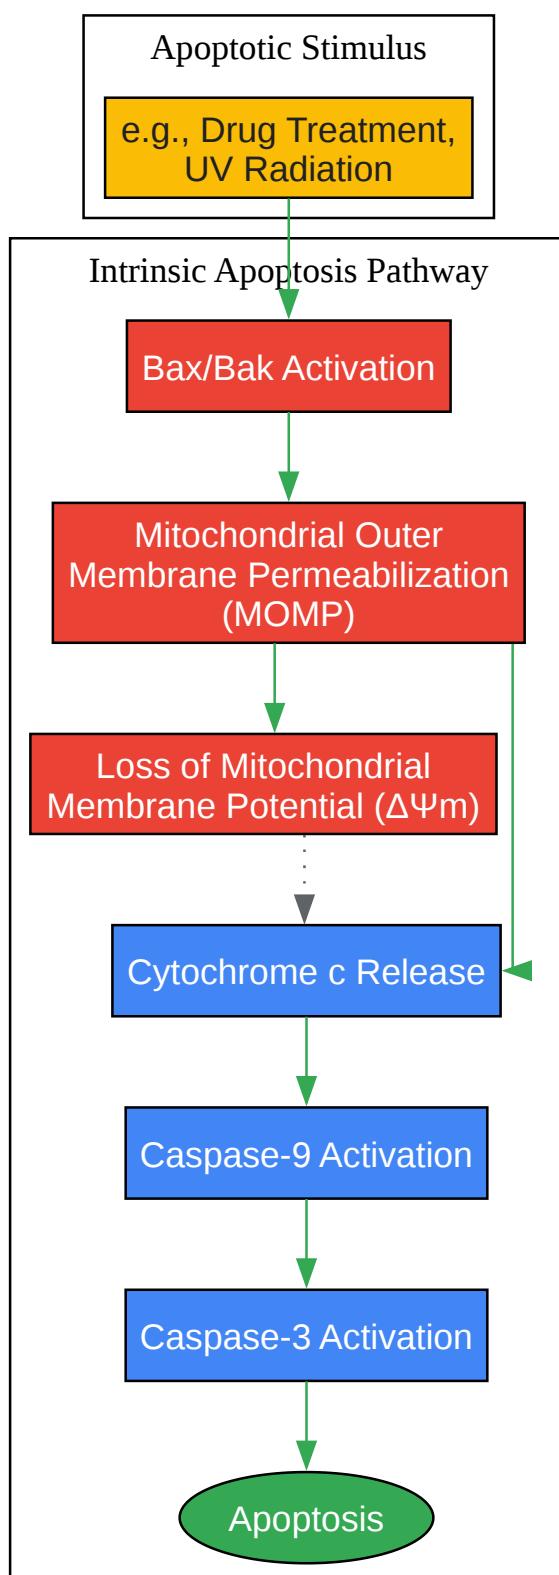 Apoptotic Stimulus
e.g., Drug Treatment,
UV Radiation
Intrinsic Apoptosis Pathway
Bax/Bak Activation
Mitochondrial Outer
Membrane Permeabilization
(MOMP)
Loss of Mitochondrial
Membrane Potential (ΔΨm)
Cytochrome c Release
Caspase-9 Activation
Caspase-3 Activation
Apoptosis